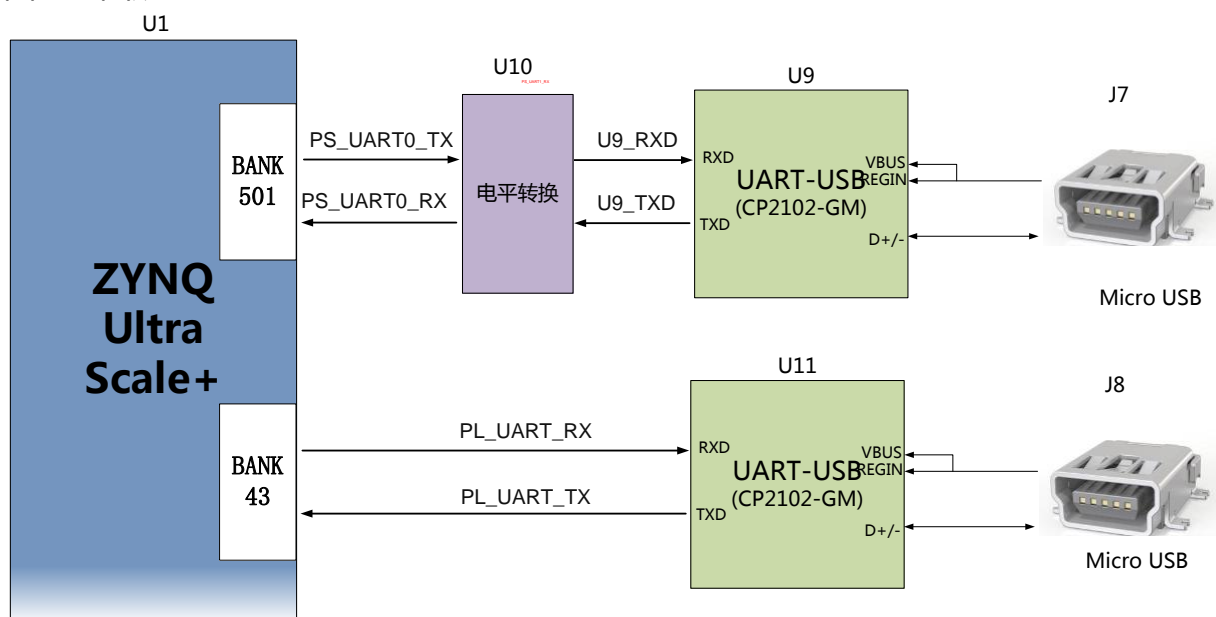 U1
U10
PS_UART1_RX
U9
J7
BANK
501
PS_UART0_TX
PS_UART0_RX
电平转换
U9_RXD
U9_TXD
RXD
TXD
UART-USB
(CP2102-GM)
VBUS
REGIN
D+/-
Micro USB
ZYNQ
Ultra
Scale+
U11
J8
BANK
43
PL_UART_RX
PL_UART_TX
RXD
TXD
UART-USB
(CP2102-GM)
VBUS
REGIN
D+/-
Micro USB